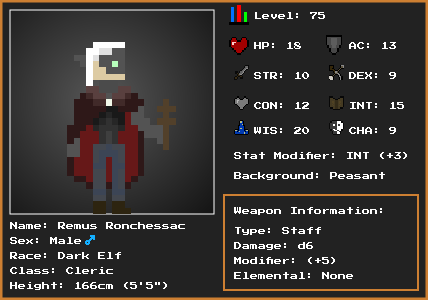 Level: 75
HP: 18 AC: 13
STR: 10 DEX: 9
CON: 12 INT: 15
WIS: 20 CHA: 9
Stat Modifier: INT (+3)
Background: Peasant
Weapon Information:
Type: Staff
Damage: d6
Modifier: (+5)
Elemental: None
Name: Remus Ronchessac
Sex: Male ♂
Race: Dark Elf
Class: Cleric
Height: 166cm (5'5")